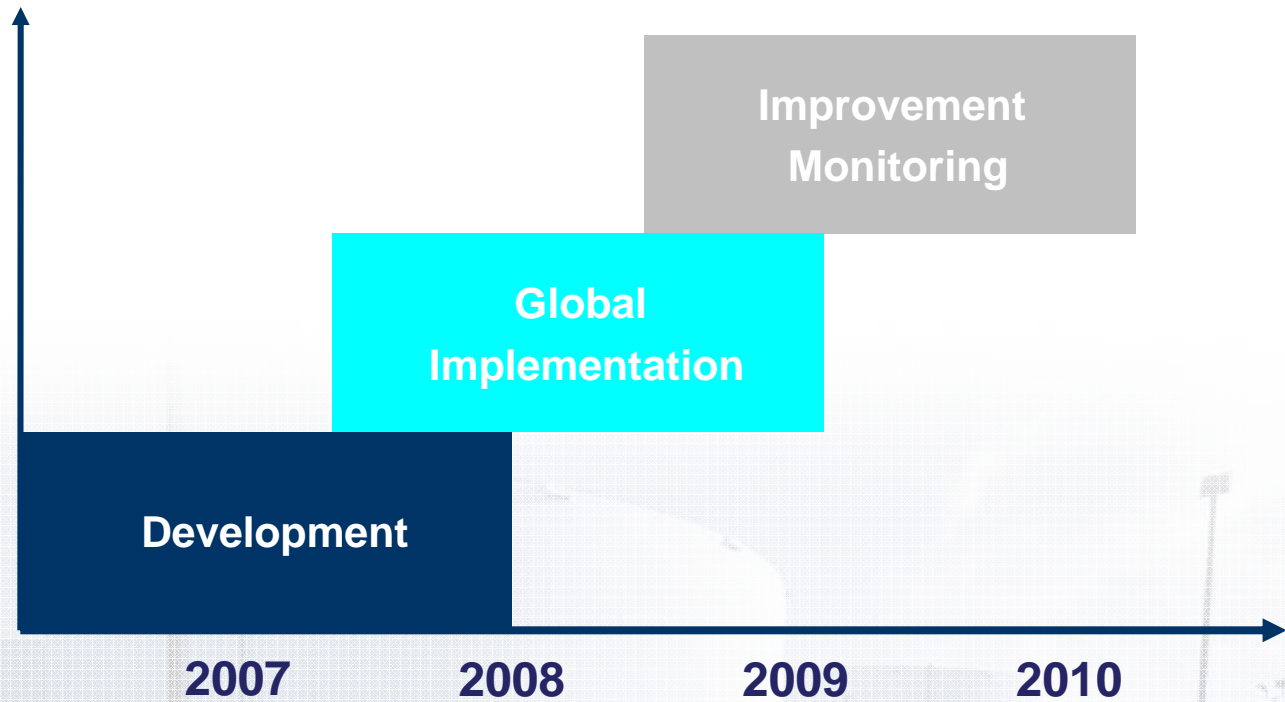 Improvement
Monitoring
Global
Implementation
Development
2007 2008 2009 2010